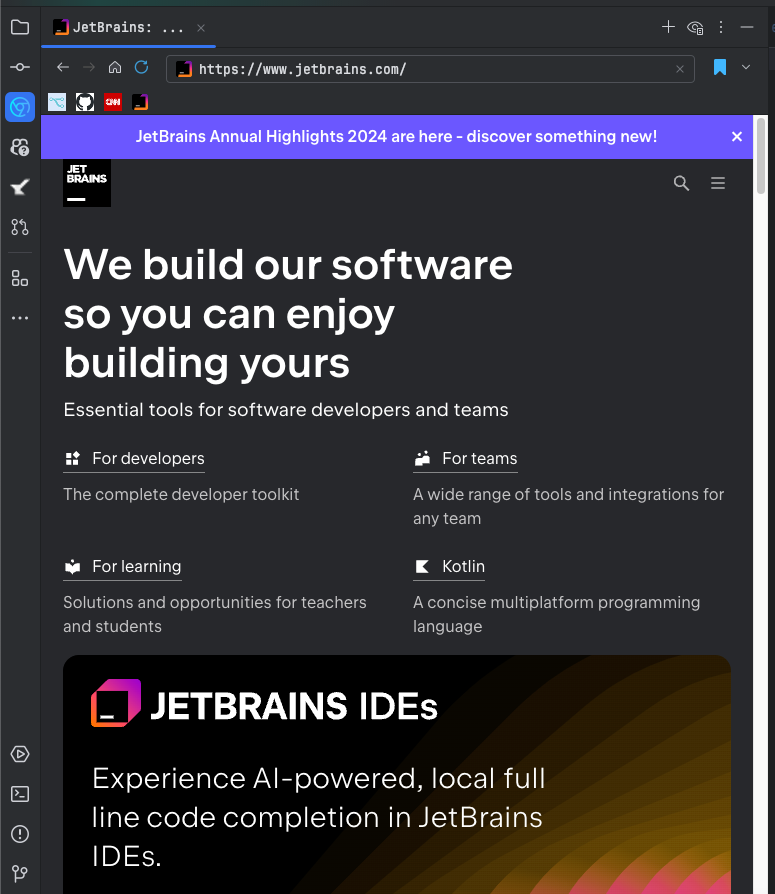 JetBrains: ...
https://www.jetbrains.com/
CNN
JetBrains Annual Highlights 2024 are here - discover something new!
JET
BRAINS
We build our software
so you can enjoy
building yours
Essential tools for software developers and teams
For developers
The complete developer toolkit
For teams
A wide range of tools and integrations for
any team
For learning
Solutions and opportunities for teachers
and students
Kotlin
A concise multiplatform programming
language
JETBRAINS IDEs
Experience AI-powered, local full
line code completion in JetBrains
IDEs.